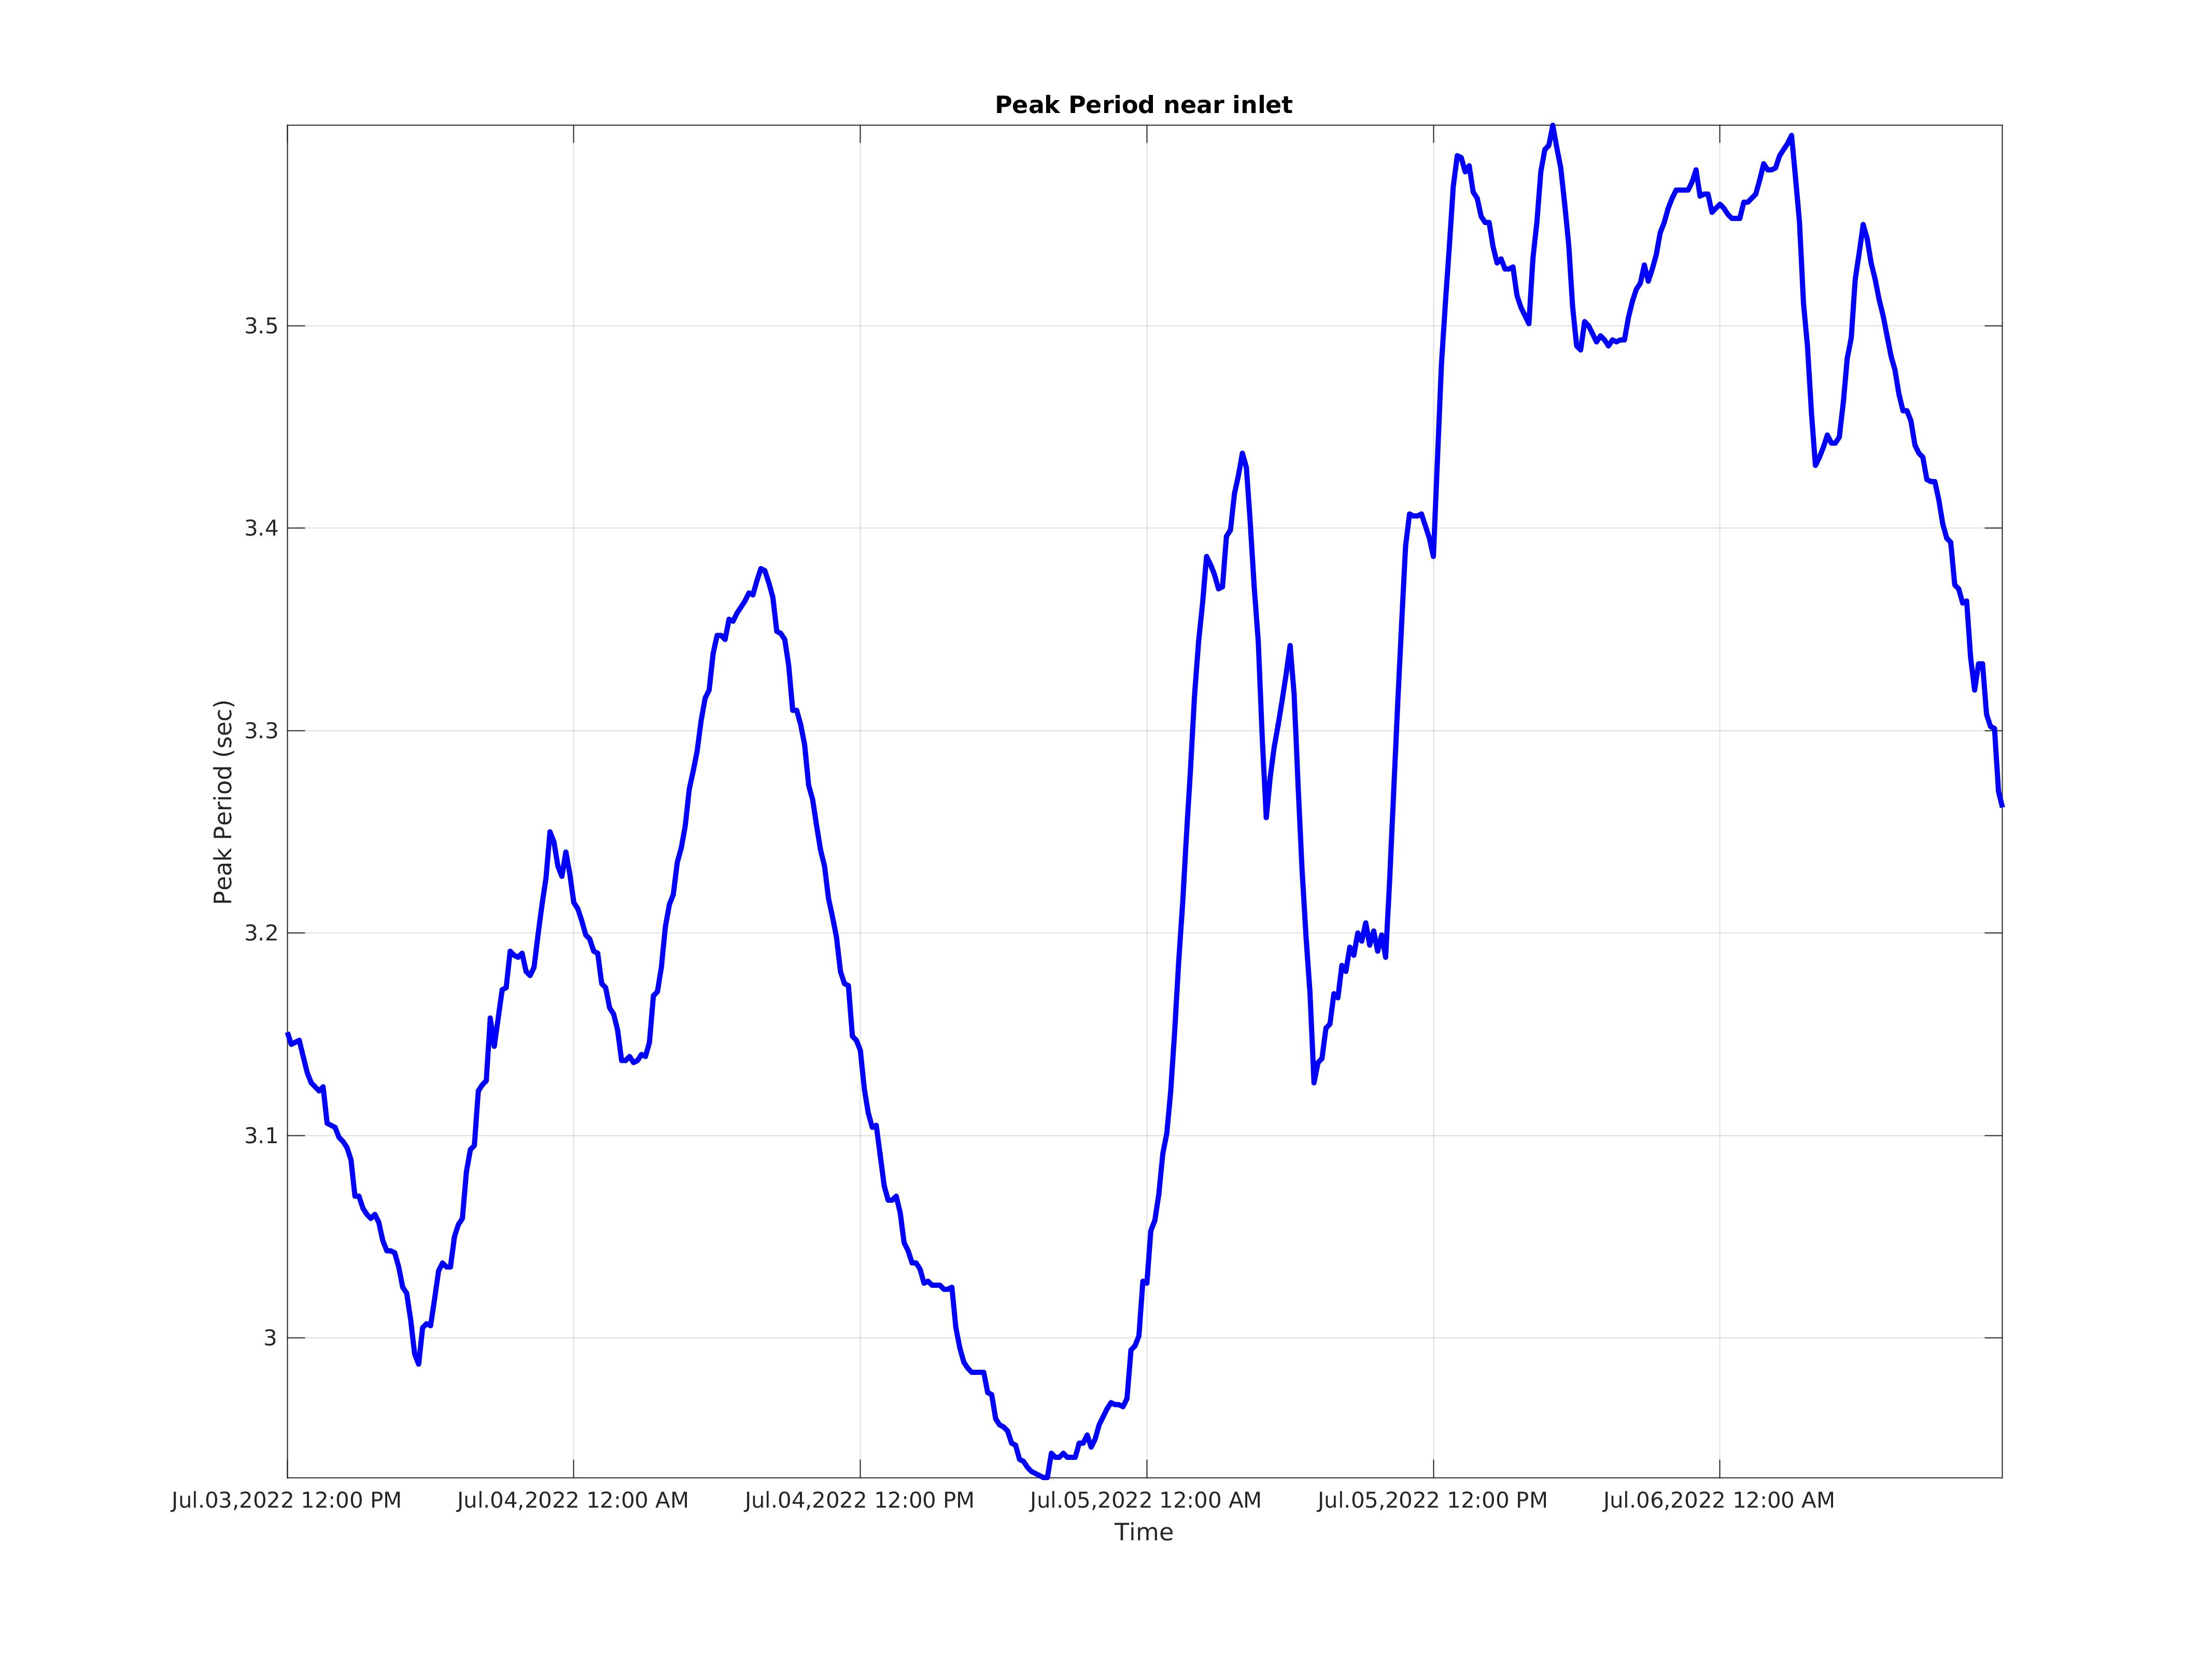 Peak Period near inlet
3.5
3.4
3.3
3.2
3.1
3
Peak Period (sec)
Jul.03,2022 12:00 PM
Jul.04,2022 12:00 AM
Jul.04,2022 12:00 PM
Jul.05,2022 12:00 AM
Jul.05,2022 12:00 PM
Jul.06,2022 12:00 AM
Time